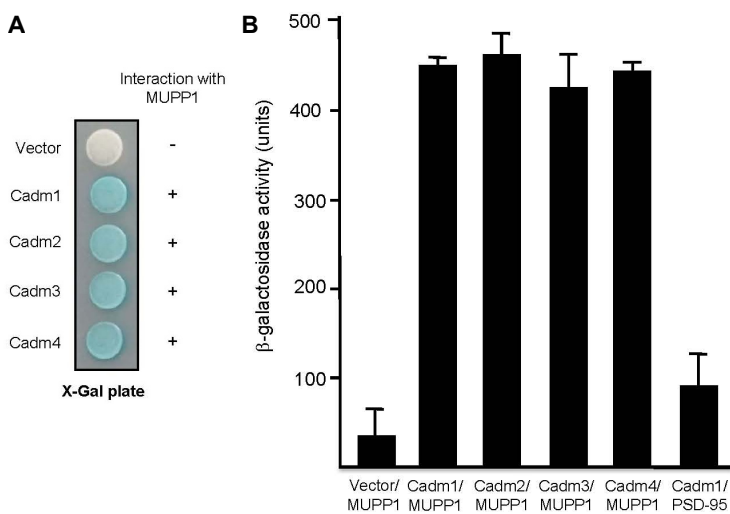 A
Interaction with
MUPP1
Vector -
Cadm1 +
Cadm2 +
Cadm3 +
Cadm4 +
X-Gal plate
B
β-galactosidase activity (units)
500
400
300
200
100
Vector/ Cadm1/ Cadm2/ Cadm3/ Cadm4/ Cadm1/
MUPP1 MUPP1 MUPP1 MUPP1 MUPP1 PSD-95